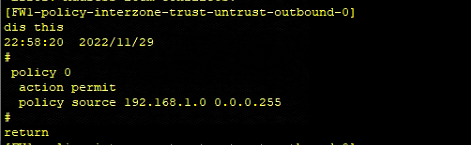 [FW1-policy-interzone-trust-untrust-outbound-0]
dis this
22:58:20 2022/11/29
#
policy 0
action permit
policy source 192.168.1.0 0.0.0.255
#
return